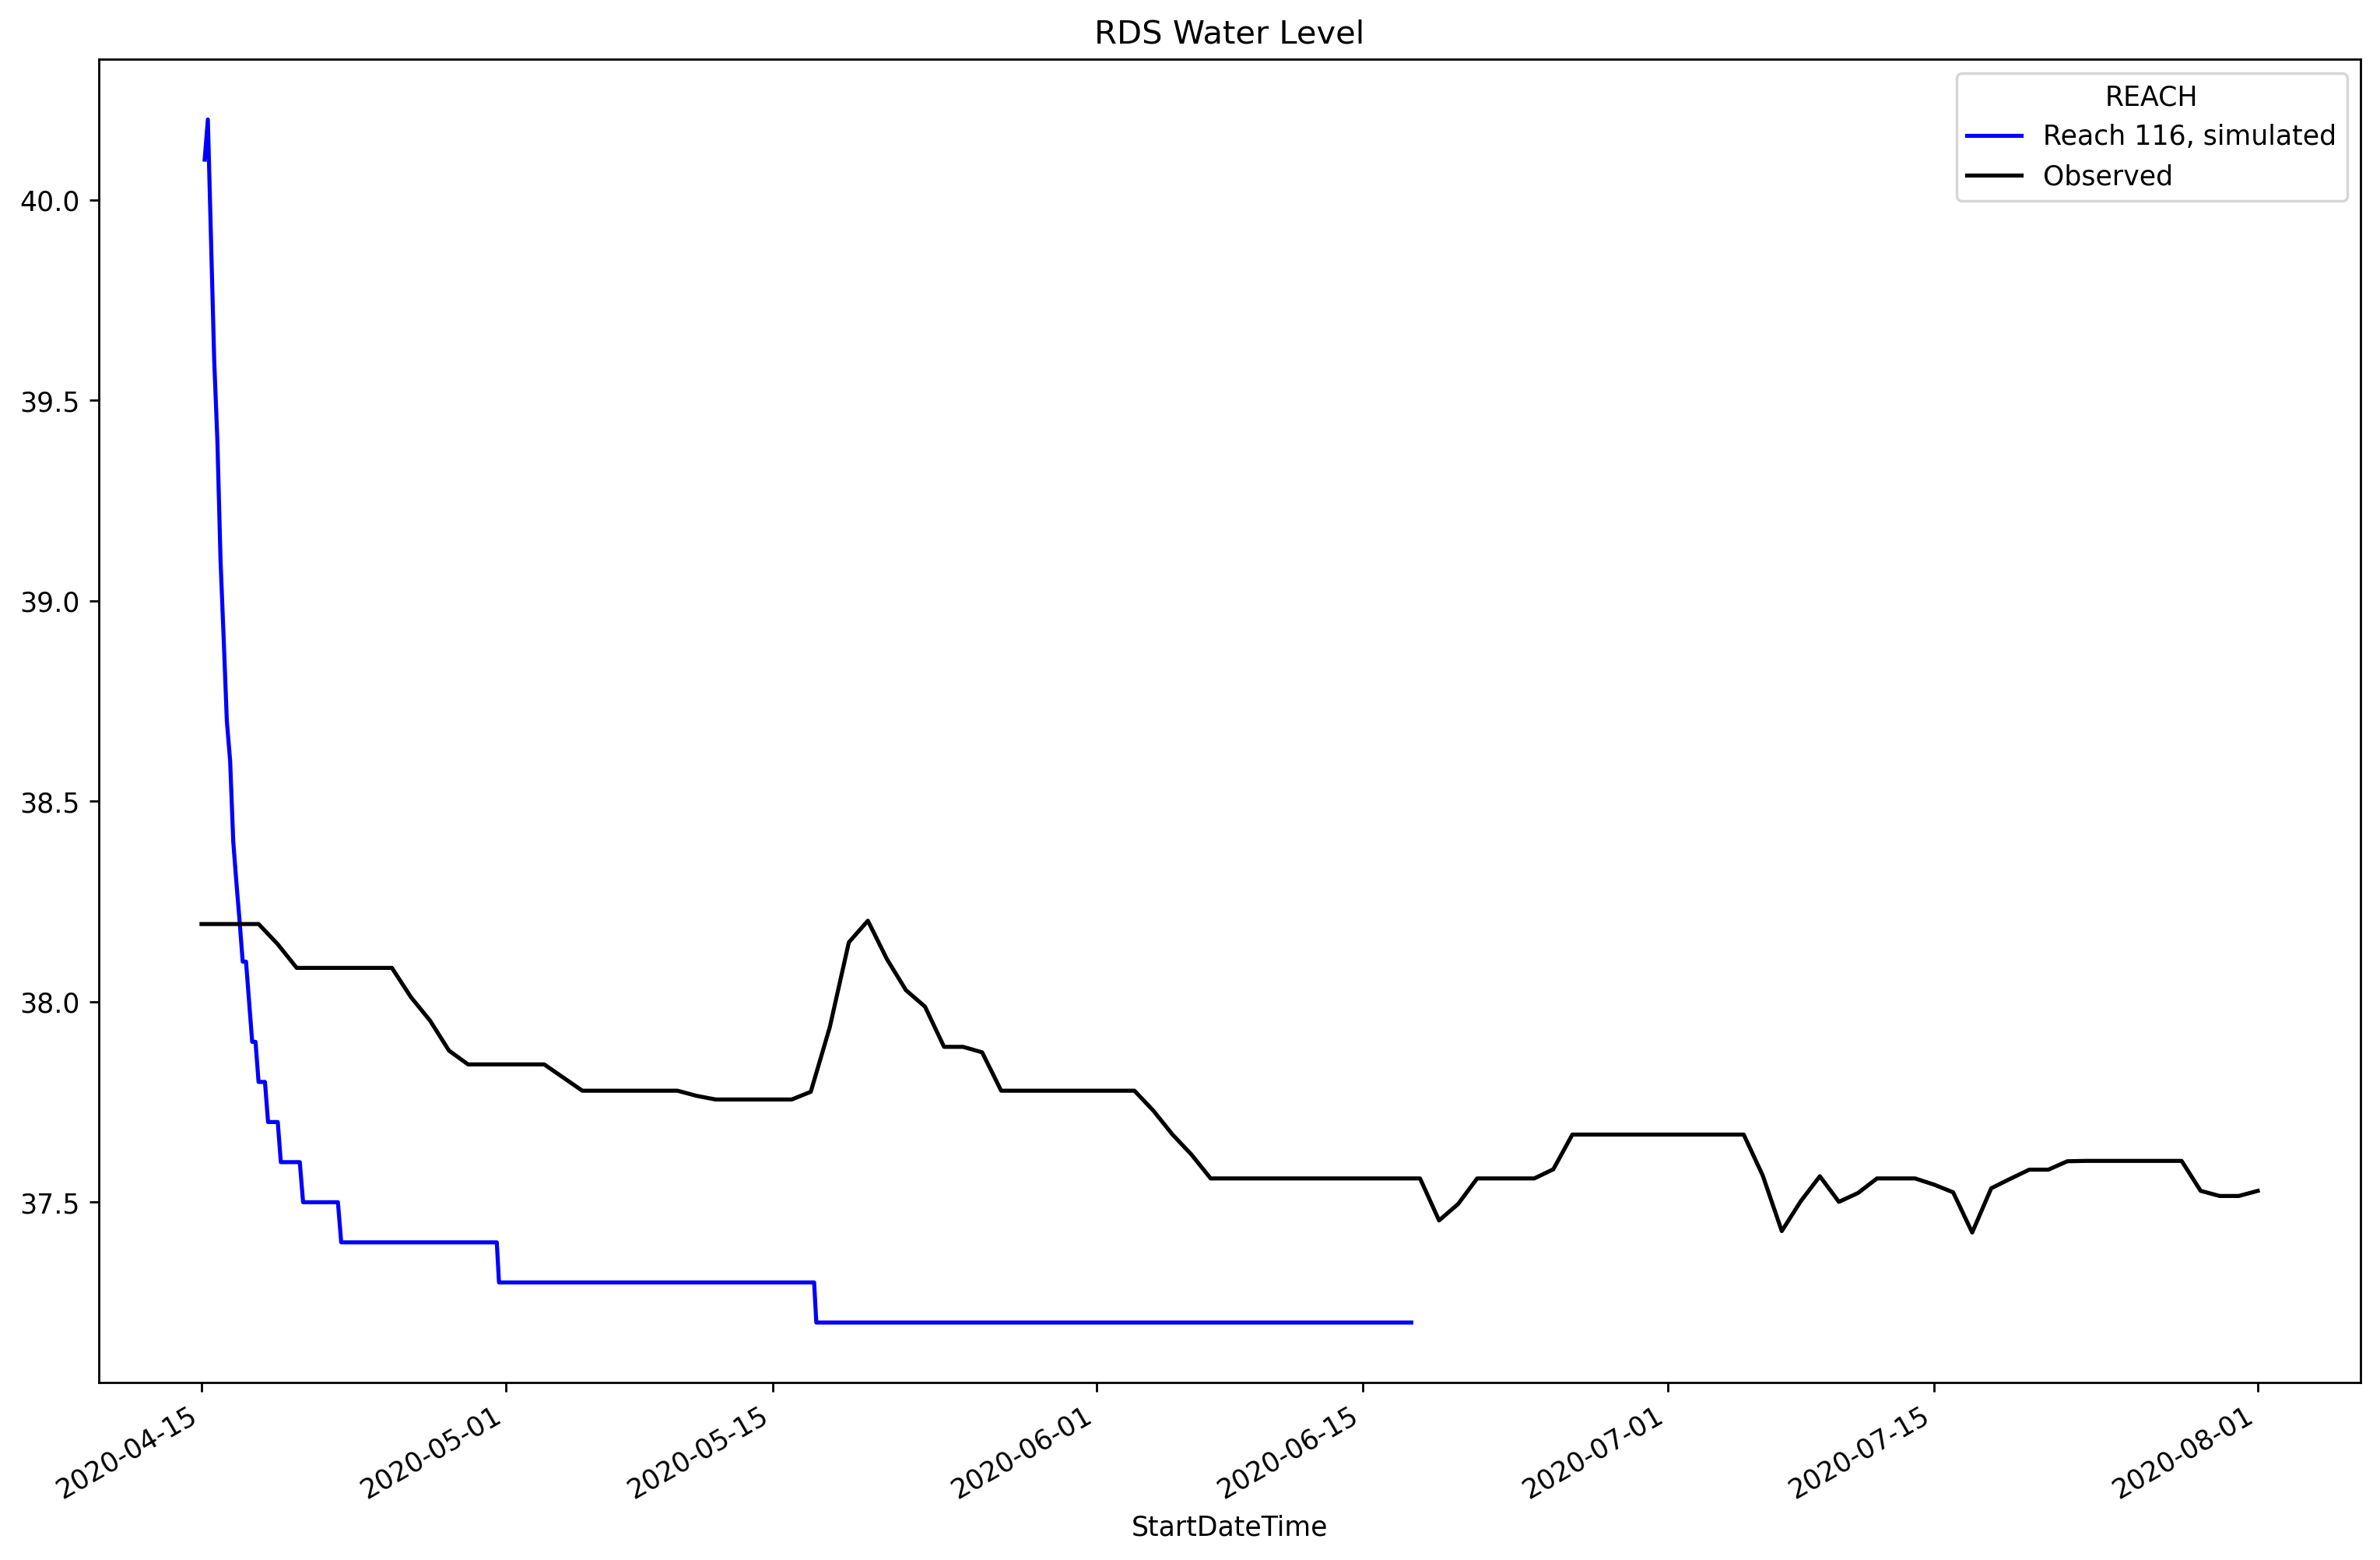 RDS Water Level
REACH
Reach 116, simulated
Observed
40.0
39.5
39.0
38.5
38.0
37.5
2020-04-15
2020-05-01
2020-05-15
2020-06-01
2020-06-15
2020-07-01
2020-07-15
2020-08-01
StartDateTime